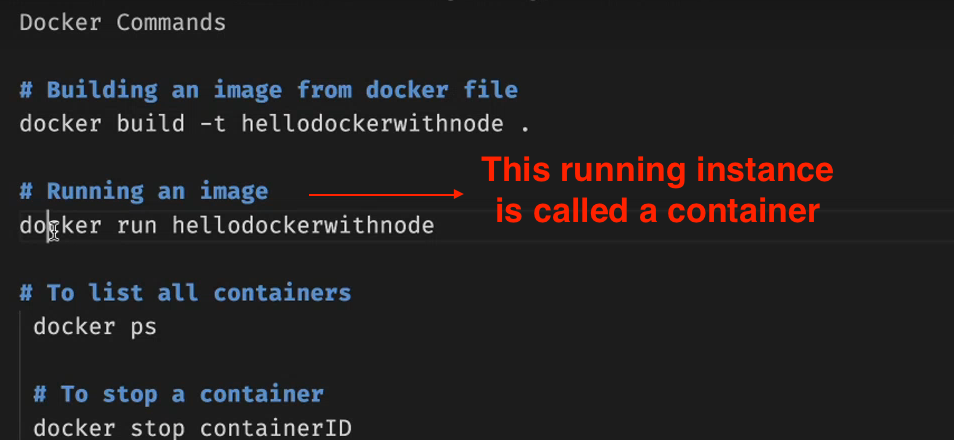 Docker Commands
# Building an image from docker file
docker build -t hellodockerwithnode .
# Running an image
This running instance
is called a container
docker run hellodockerwithnode
# To list all containers
docker ps
# To stop a container
docker stop containerID